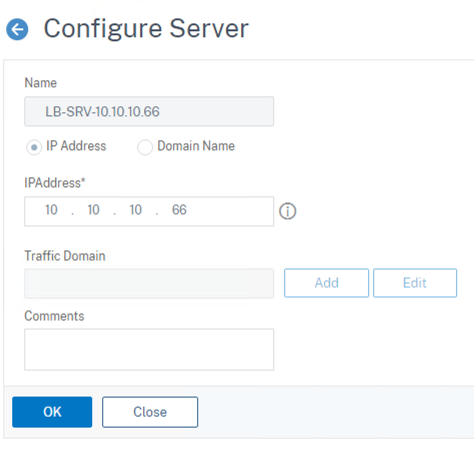 Configure Server
Name
LB-SRV-10.10.10.66
IP Address Domain Name
IPAddress*
10 . 10 . 10 . 66
Traffic Domain
Add Edit
Comments
OK Close